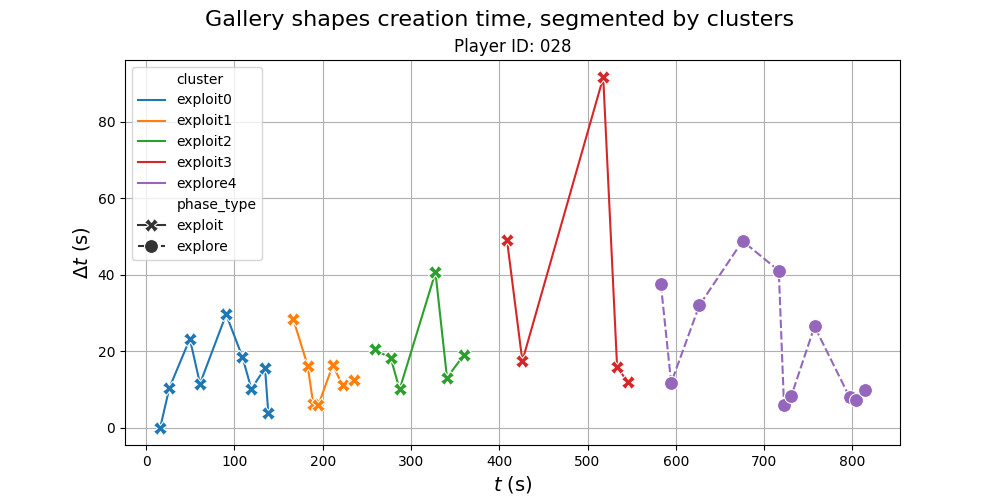 Gallery shapes creation time, segmented by clusters
Player ID: 028
cluster
exploit0
exploit1
exploit2
exploit3
explore4
phase_type
exploit
explore
80
60
40
20
0
Δt (s)
0 100 200 300 400 500 600 700 800
t (s)